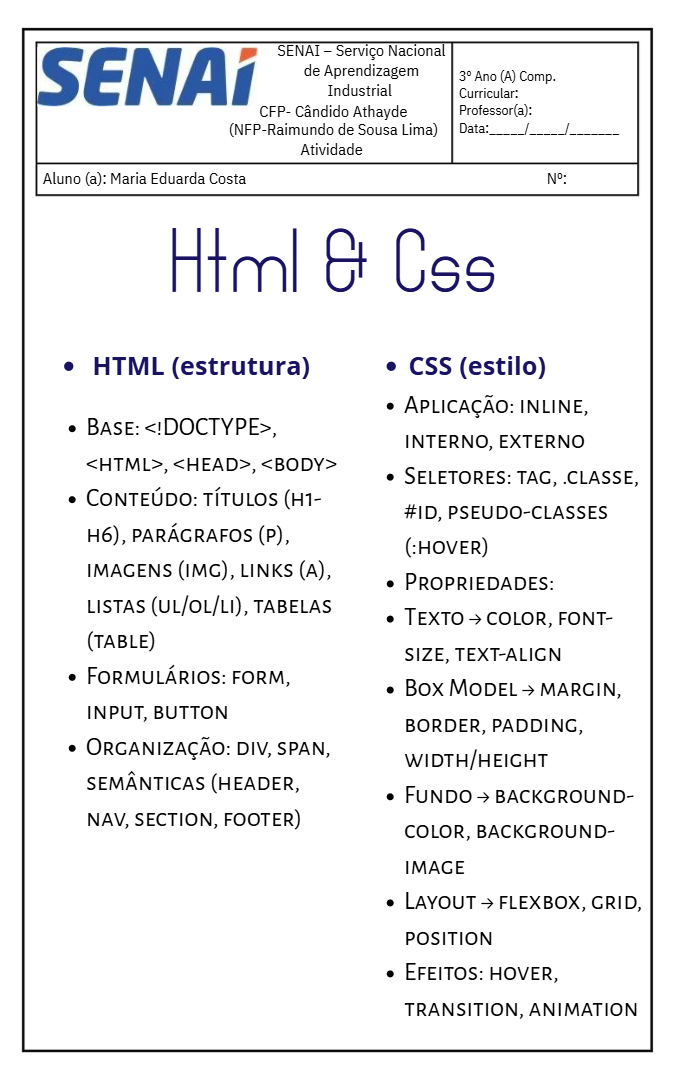 SENAI
SENAI – Serviço Nacional
de Aprendizagem
Industrial
CFP- Cândido Athayde
(NFP-Raimundo de Sousa Lima)
Atividade
3º Ano (A) Comp.
Curricular:
Professor(a):
Data:_____/_____/_______
Aluno (a): Maria Eduarda Costa
Nº:
Html & Css
• HTML (estrutura)
• Base: <!DOCTYPE>,
<html>, <head>, <body>
• Conteúdo: títulos (h1-
h6), parágrafos (p),
imagens (img), links (a),
listas (ul/ol/li), tabelas
(table)
• Formulários: form,
input, button
• Organização: div, span,
semânticas (header,
nav, section, footer)
• CSS (estilo)
• Aplicação: inline,
interno, externo
• Seletores: tag, .classe,
#id, pseudo-classes
(:hover)
• Propriedades:
• Texto → color, font-
size, text-align
• Box Model → margin,
border, padding,
width/height
• Fundo → background-
color, background-
image
• Layout → flexbox, grid,
position
• Efeitos: hover,
transition, animation